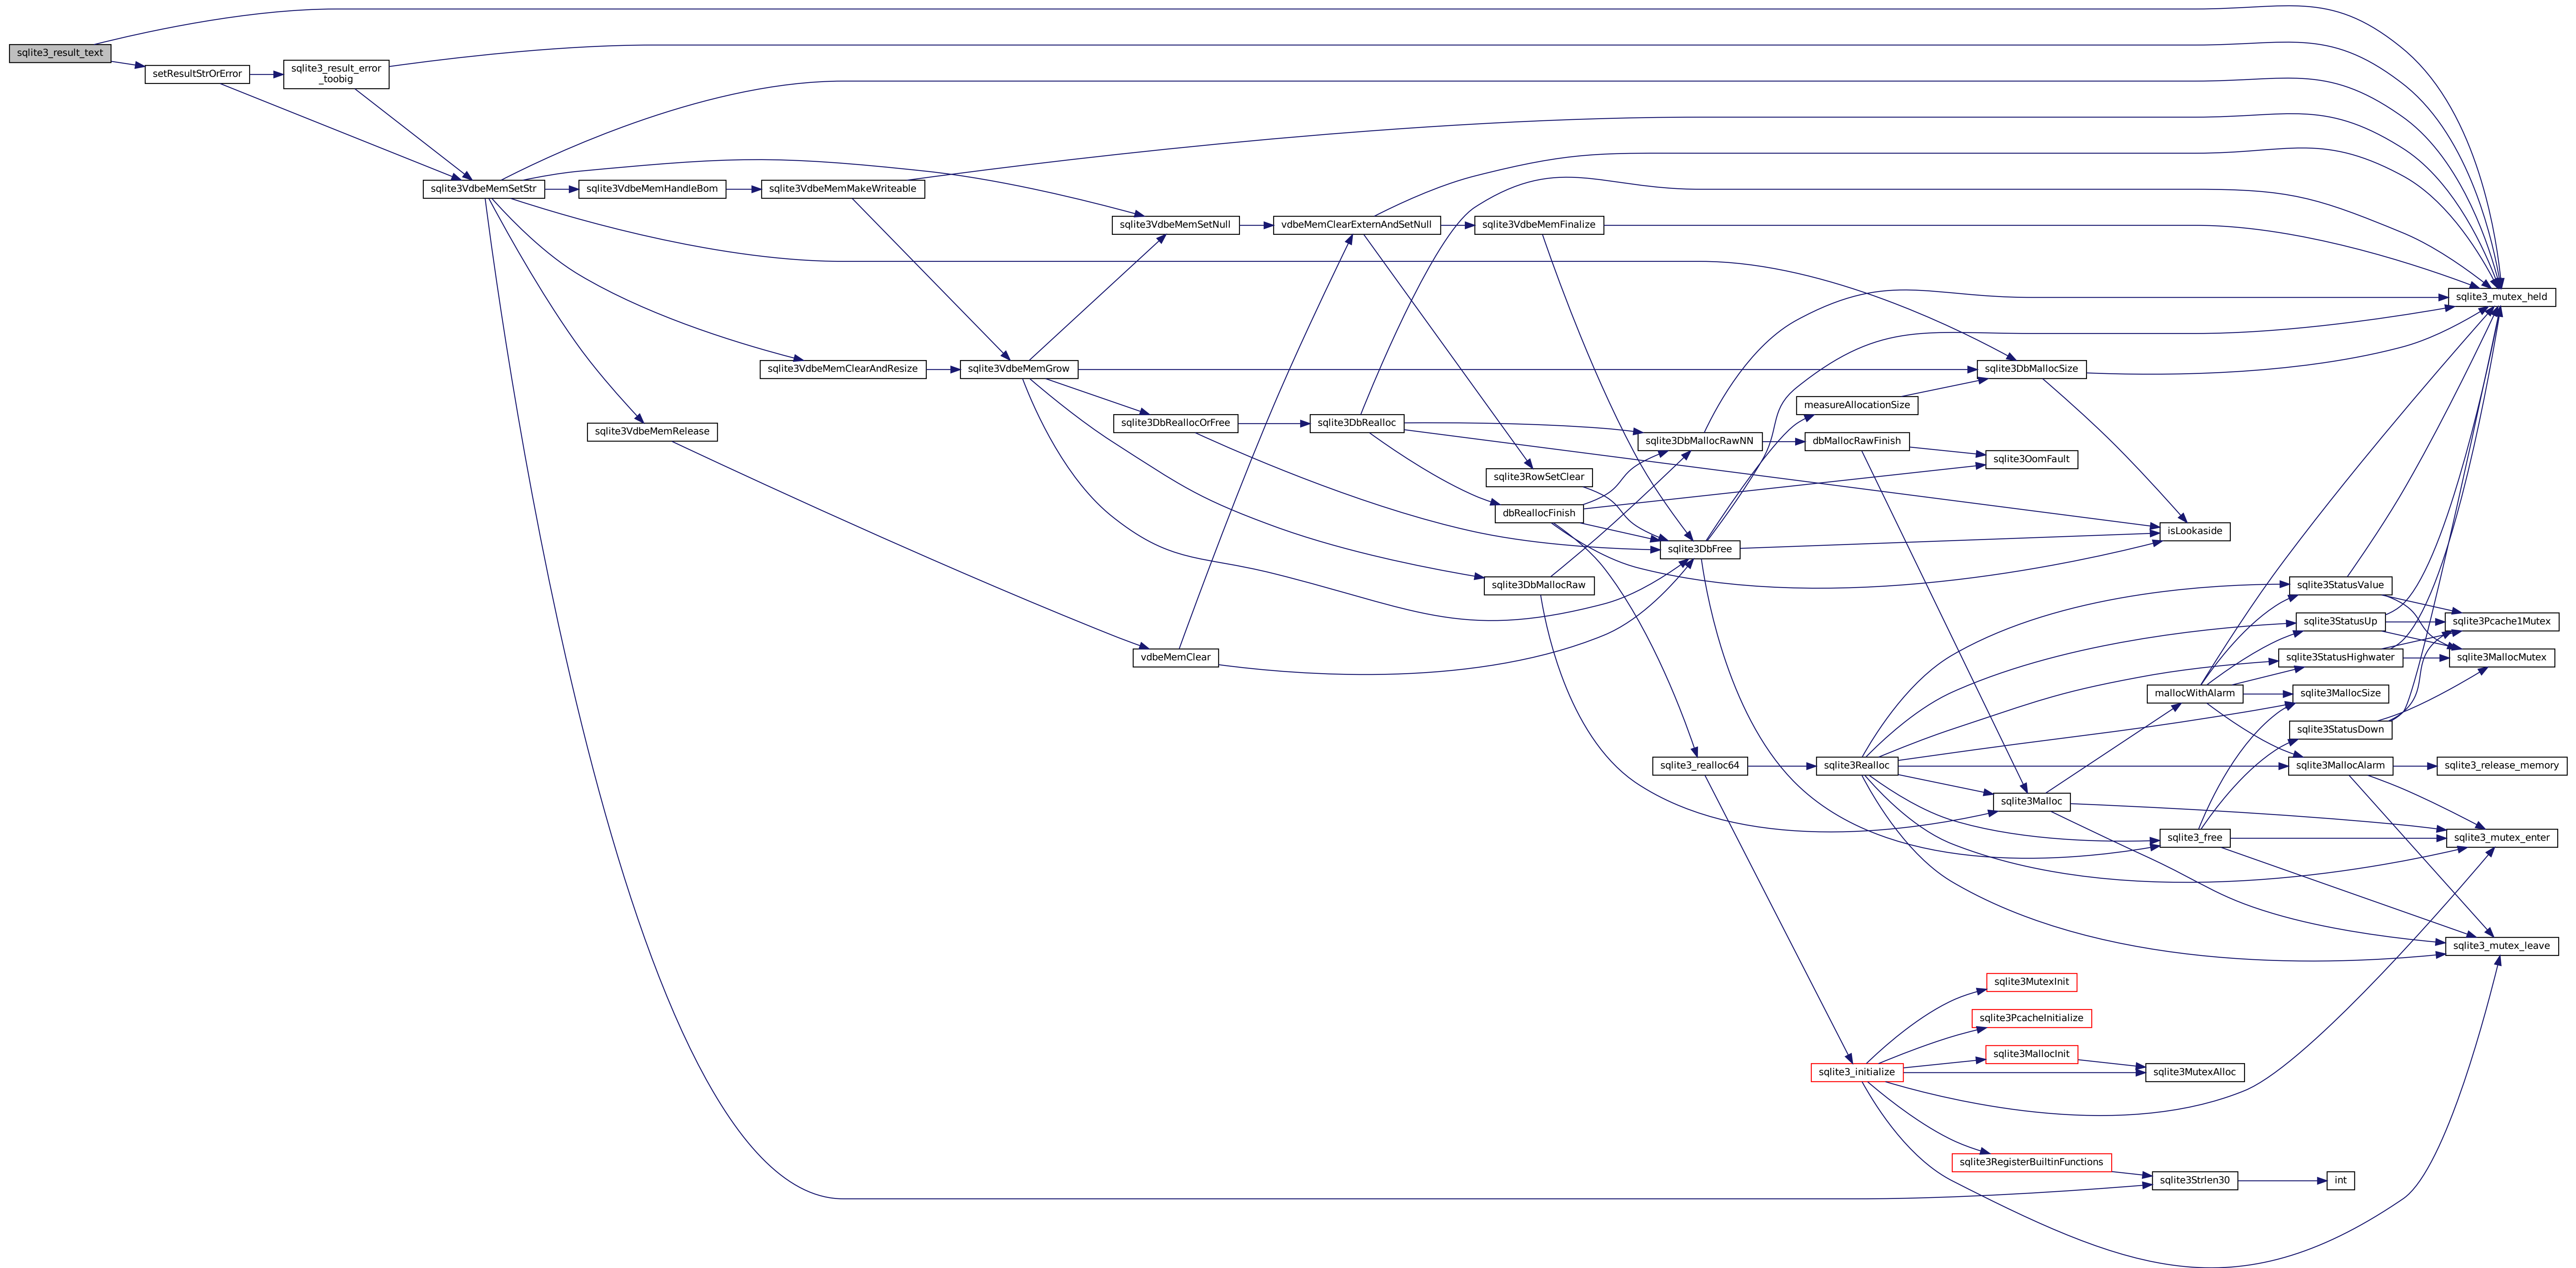 sqlite3_result_text
setResultStrOrError
sqlite3_result_error
_toobig
sqlite3VdbeMemSetStr
sqlite3VdbeMemHandleBom
sqlite3VdbeMemMakeWriteable
sqlite3VdbeMemSetNull
vdbeMemClearExternAndSetNull
sqlite3VdbeMemFinalize
sqlite3_mutex_held
sqlite3VdbeMemClearAndResize
sqlite3VdbeMemGrow
sqlite3DbMallocSize
measureAllocationSize
sqlite3VdbeMemRelease
sqlite3DbReallocOrFree
sqlite3DbRealloc
sqlite3DbMallocRawNN
dbMallocRawFinish
sqlite3OomFault
sqlite3RowSetClear
dbReallocFinish
isLookaside
sqlite3DbFree
sqlite3DbMallocRaw
sqlite3StatusValue
sqlite3StatusUp
sqlite3Pcache1Mutex
vdbeMemClear
sqlite3StatusHighwater
sqlite3MallocMutex
mallocWithAlarm
sqlite3MallocSize
sqlite3StatusDown
sqlite3_realloc64
sqlite3Realloc
sqlite3MallocAlarm
sqlite3_release_memory
sqlite3Malloc
sqlite3_free
sqlite3_mutex_enter
sqlite3_mutex_leave
sqlite3MutexInit
sqlite3PcacheInitialize
sqlite3MallocInit
sqlite3_initialize
sqlite3MutexAlloc
sqlite3RegisterBuiltinFunctions
sqlite3Strlen30
int